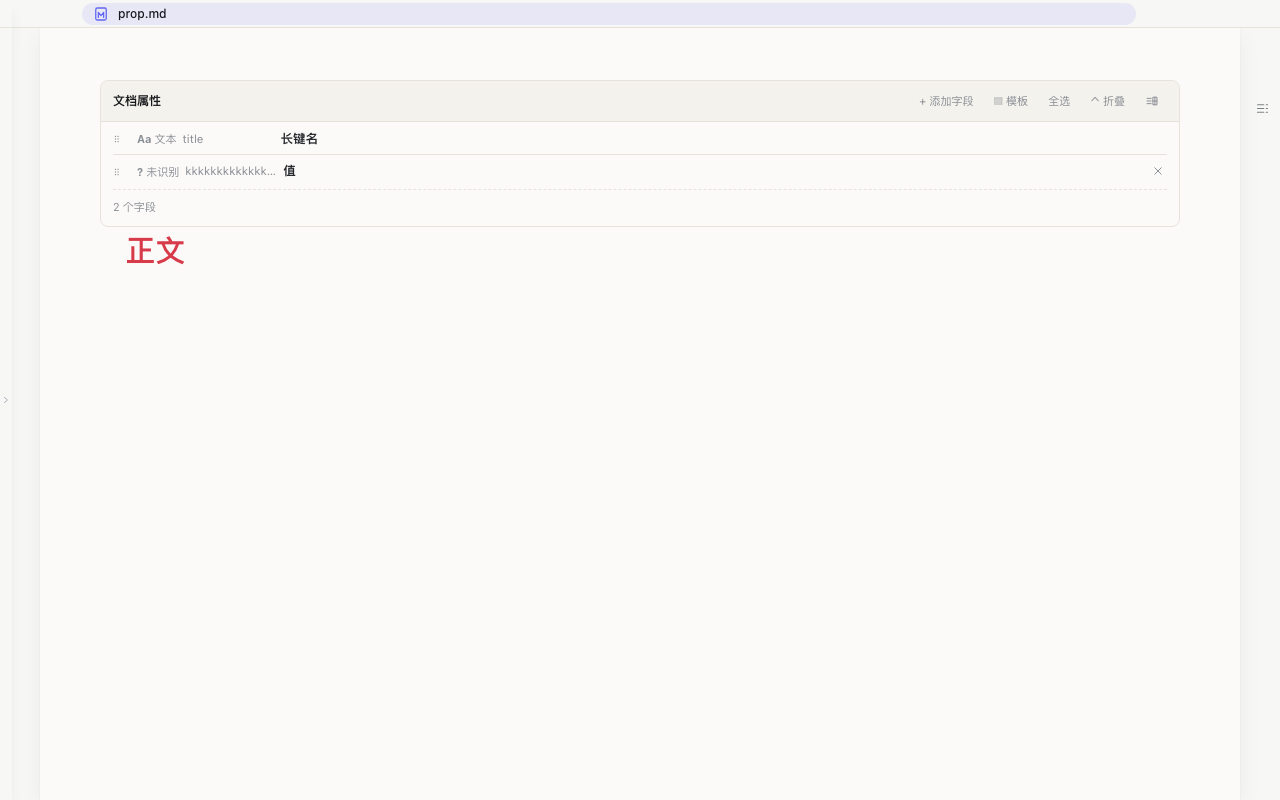 prop.md
文档属性 + 添加字段 模板 全选 折叠
Aa 文本 title 长键名
? 未识别 kkkkkkkkkkkkk... 值
2 个字段
正文